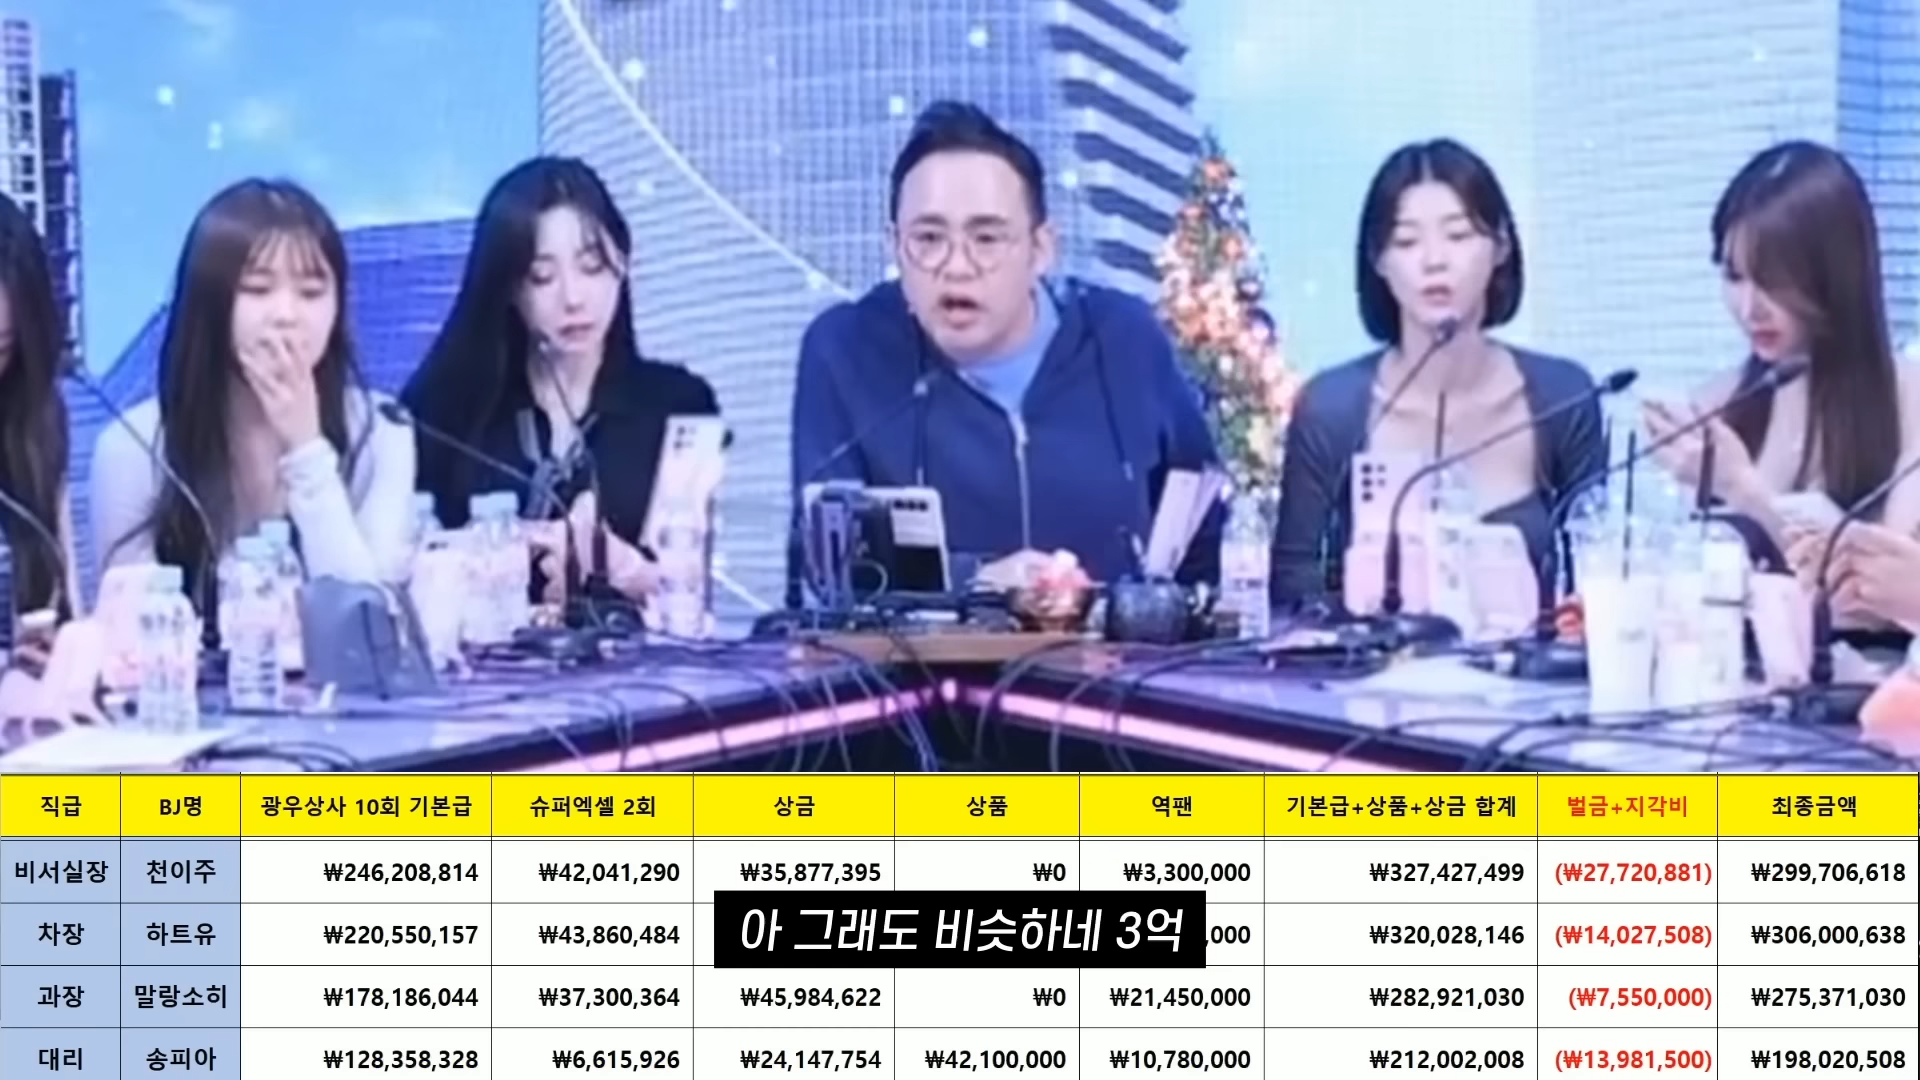 직급 BJ명 광우상사 10회 기본급 슈퍼엑셀 2회 상금 상품 역팬 기본급+상품+상금 합계 벌금+지각비 최종금액
비서실장 천이주 ₩246,208,814 ₩42,041,290 ₩35,877,395 ₩0 ₩3,300,000 ₩327,427,499 (₩27,720,881) ₩299,706,618
차장 하트유 ₩220,550,157 ₩43,860,484 ,000 ₩320,028,146 (₩14,027,508) ₩306,000,638
아 그래도 비슷하네 3억
과장 말랑소히 ₩178,186,044 ₩37,300,364 ₩45,984,622 ₩0 ₩21,450,000 ₩282,921,030 (₩7,550,000) ₩275,371,030
대리 송피아 ₩128,358,328 ₩6,615,926 ₩24,147,754 ₩42,100,000 ₩10,780,000 ₩212,002,008 (₩13,981,500) ₩198,020,508